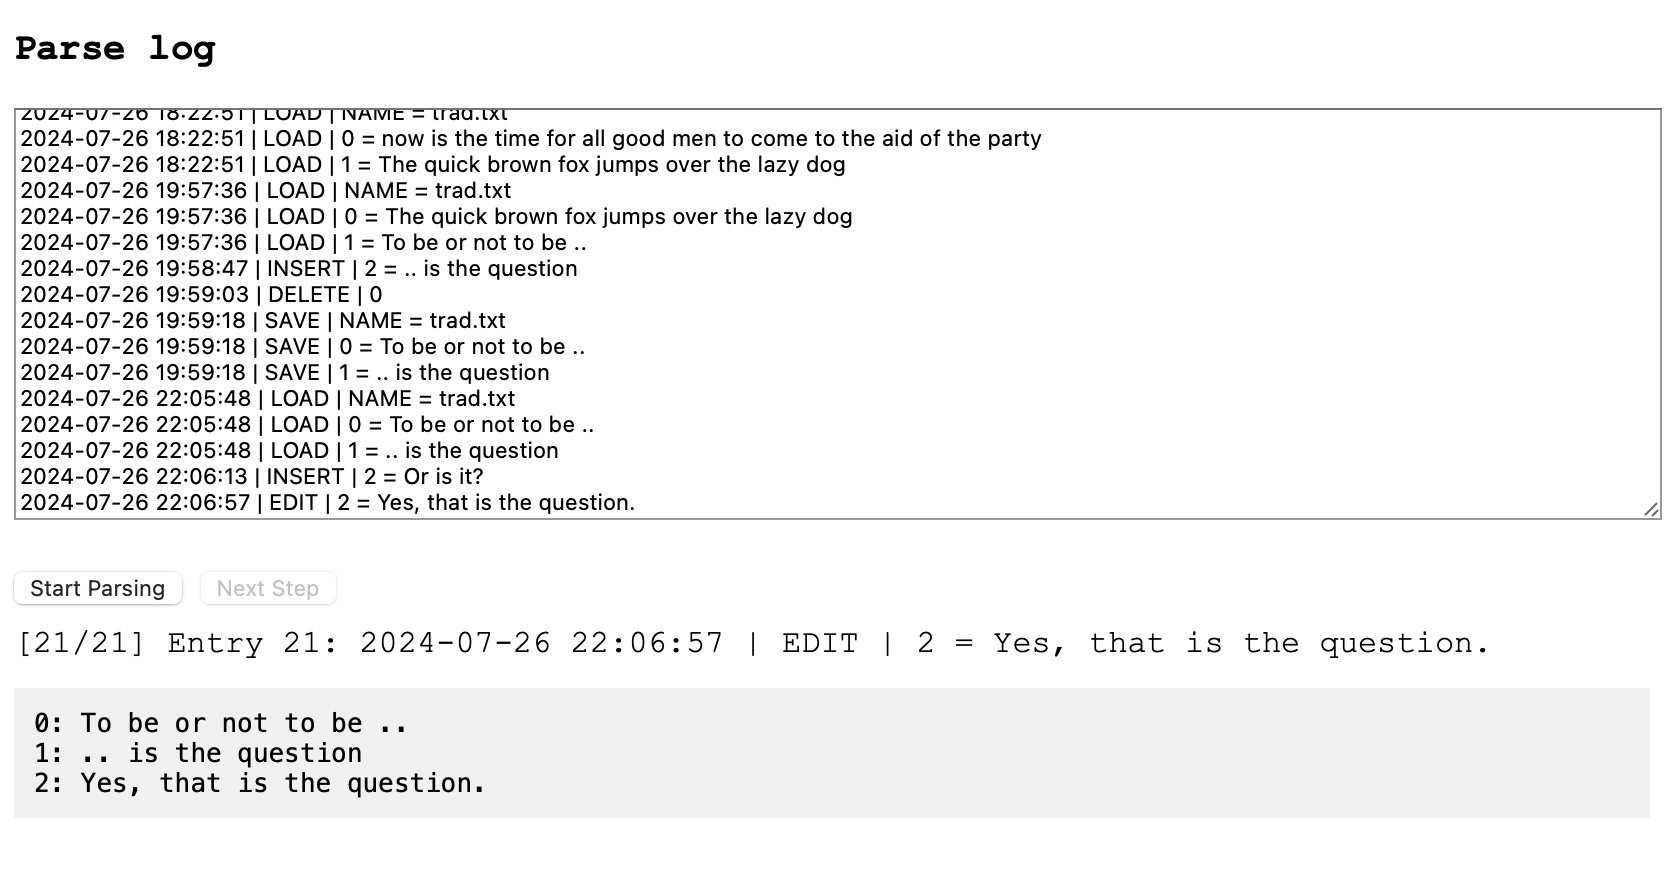 Parse log
2024-07-26 18:22:51 | LOAD | NAME = trad.txt
2024-07-26 18:22:51 | LOAD | 0 = now is the time for all good men to come to the aid of the party
2024-07-26 18:22:51 | LOAD | 1 = The quick brown fox jumps over the lazy dog
2024-07-26 19:57:36 | LOAD | NAME = trad.txt
2024-07-26 19:57:36 | LOAD | 0 = The quick brown fox jumps over the lazy dog
2024-07-26 19:57:36 | LOAD | 1 = To be or not to be ..
2024-07-26 19:58:47 | INSERT | 2 = .. is the question
2024-07-26 19:59:03 | DELETE | 0
2024-07-26 19:59:18 | SAVE | NAME = trad.txt
2024-07-26 19:59:18 | SAVE | 0 = To be or not to be ..
2024-07-26 19:59:18 | SAVE | 1 = .. is the question
2024-07-26 22:05:48 | LOAD | NAME = trad.txt
2024-07-26 22:05:48 | LOAD | 0 = To be or not to be ..
2024-07-26 22:05:48 | LOAD | 1 = .. is the question
2024-07-26 22:06:13 | INSERT | 2 = Or is it?
2024-07-26 22:06:57 | EDIT | 2 = Yes, that is the question.
Start Parsing Next Step
[21/21] Entry 21: 2024-07-26 22:06:57 | EDIT | 2 = Yes, that is the question.
0: To be or not to be ..
1: .. is the question
2: Yes, that is the question.